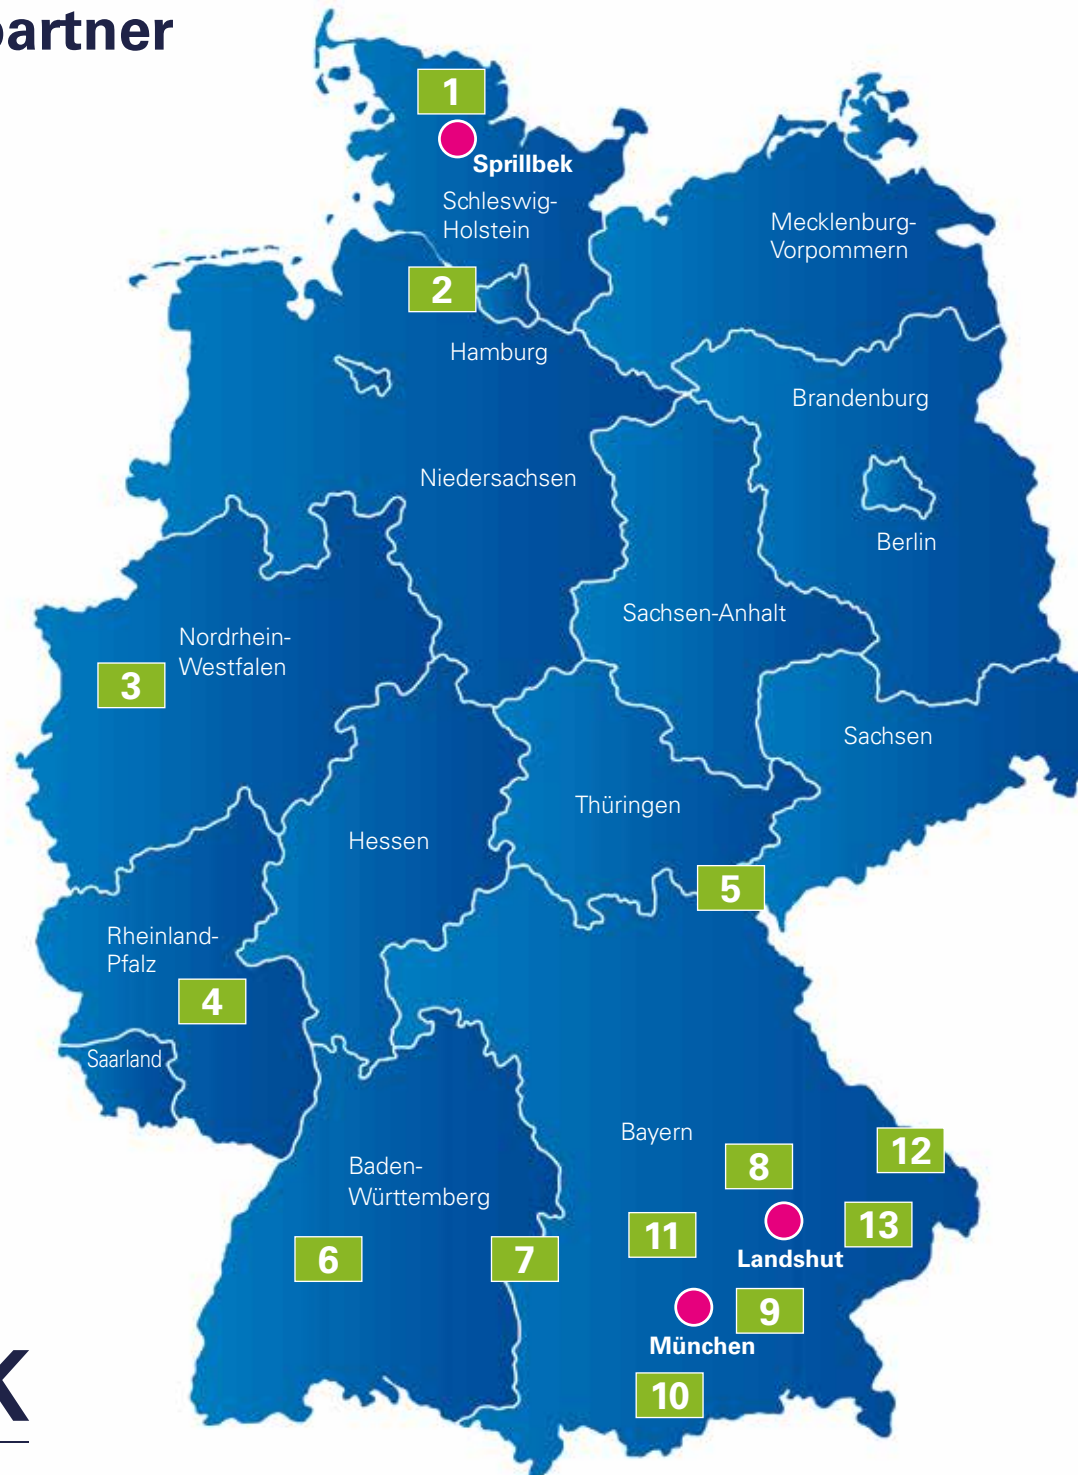 partner
1
Sprillbek
Schleswig-
Holstein
Mecklenburg-
Vorpommern
2
Hamburg
Brandenburg
Niedersachsen
Berlin
Sachsen-Anhalt
Nordrhein-
Westfalen
3
Sachsen
Thüringen
Hessen
5
Rheinland-
Pfalz
4
Saarland
Bayern
12
8
Baden-
Württemberg
13
11
Landshut
6
7
9
München
K
10